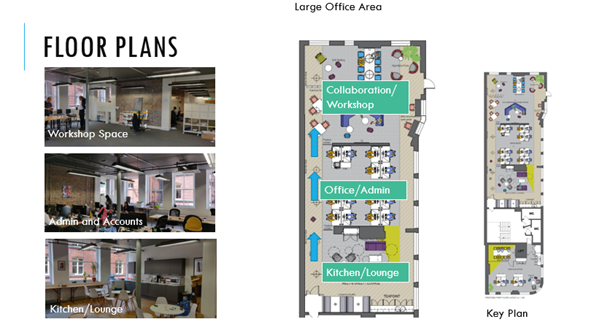 Large Office Area
FLOOR PLANS
Workshop Space
Admin and Accounts
Kitchen/Lounge
Collaboration/
Workshop
Office/Admin
Kitchen/Lounge
TEAPOINT
Key Plan